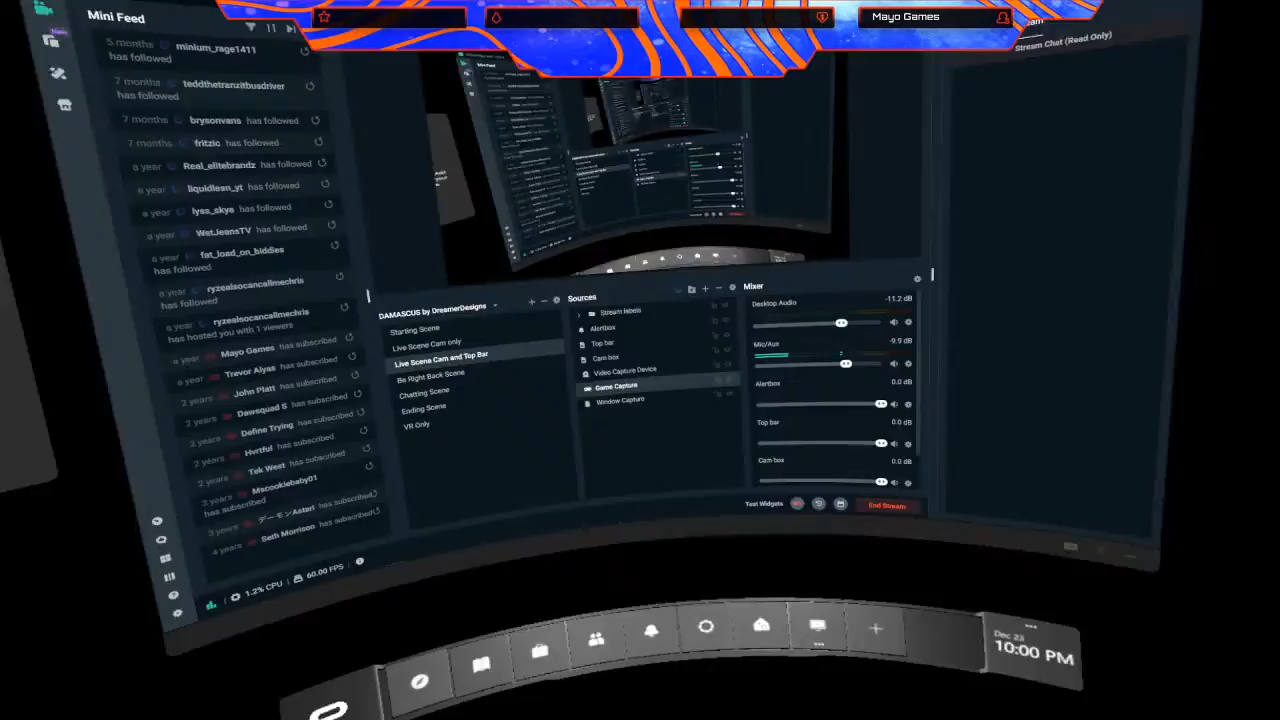 Mayo Games
Mini Feed
Stream Chat (Read Only)
5 months minium_rage1411
has followed
7 months teddthetranzitbusdriver
has followed
7 months brysonvans has followed
7 months fritzic has followed
a year Real_elitebrandz has followed
a year liquidlean_yt has followed
a year lyss_skye has followed
a year WetJeansTV has followed
a year fat_load_on_biddies
has followed
a year ryzealsocancallmechris
has followed
a year ryzealsocancallmechris
has hosted you with 1 viewers
a year Mayo Games has subscribed
a year Trevor Alyas has subscribed
a year John Platt has subscribed
2 years Dawsquad S has subscribed
2 years Define Trying has subscribed
2 years Hvrtful has subscribed
2 years Tek West has subscribed
3 years Mscookiebaby01
has subscribed
3 years デーモンAstari has subscribed
4 years Seth Morrison has subscribed
1.2% CPU
60.00 FPS
DAMASCUS by DreamerDesigns
Starting Scene
Live Scene Cam only
Live Scene Cam and Top Bar
Be Right Back Scene
Chatting Scene
Ending Scene
VR Only
Sources
Stream labels
Alertbox
Top bar
Cam box
Video Capture Device
Game Capture
Window Capture
Mixer
Desktop Audio -11.2 dB
Mic/Aux -9.9 dB
Alertbox 0.0 dB
Top bar 0.0 dB
Cam box 0.0 dB
Test Widgets
End Stream
Dec 23
10:00 PM